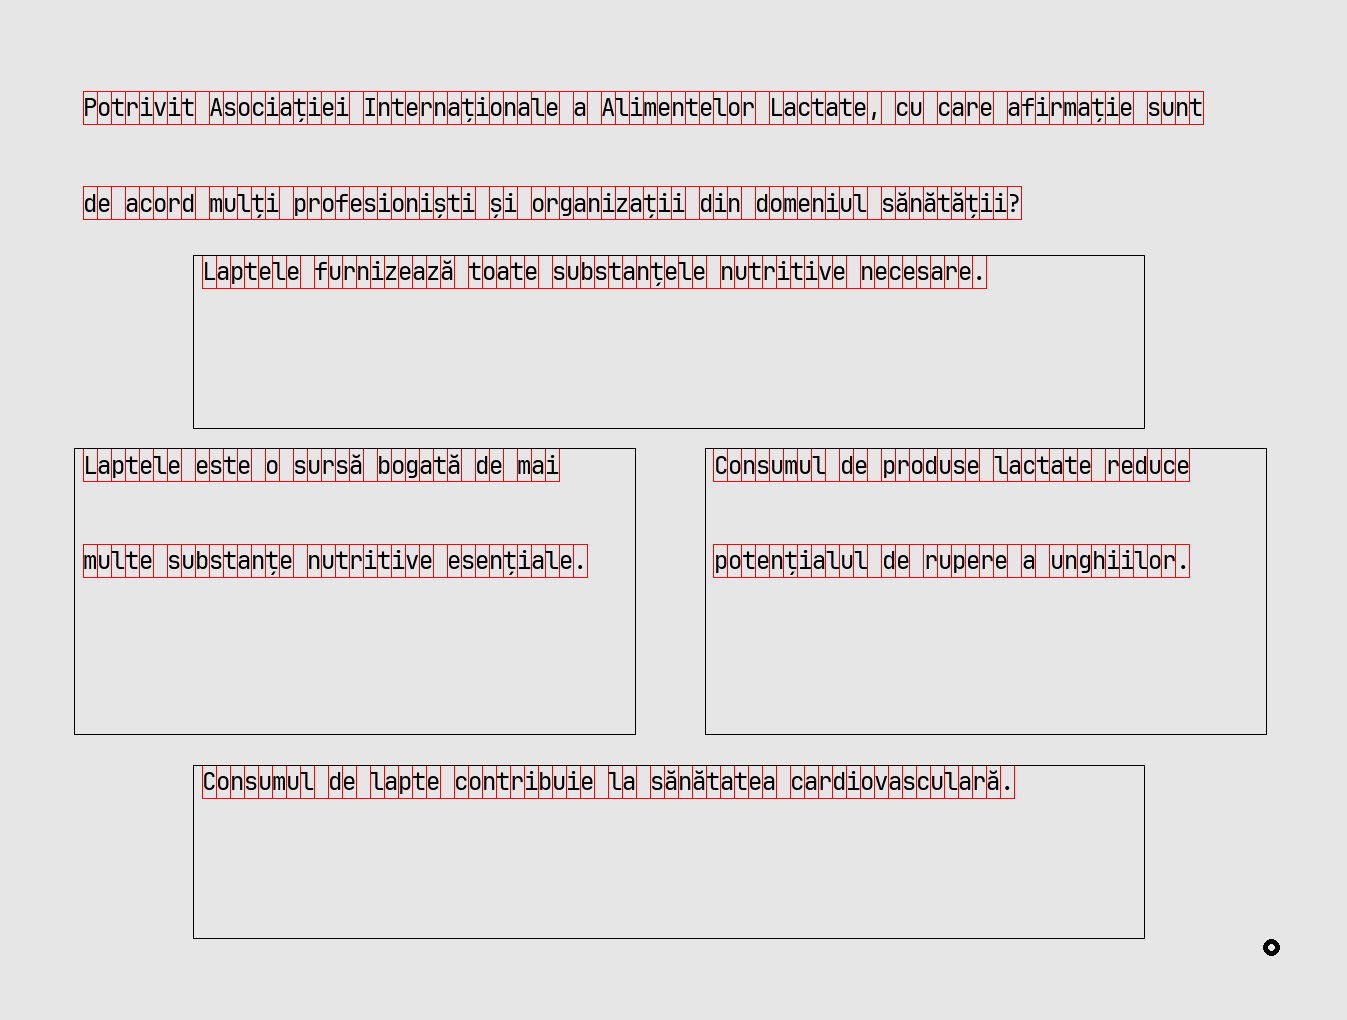 Potrivit Asociației Internaționale a Alimentelor Lactate, cu care afirmație sunt
de acord mulți profesioniști și organizații din domeniul sănătății?
Laptele furnizează toate substanțele nutritive necesare.
Laptele este o sursă bogată de mai
multe substanțe nutritive esențiale.
Consumul de produse lactate reduce
potențialul de rupere a unghiilor.
Consumul de lapte contribuie la sănătatea cardiovasculară.